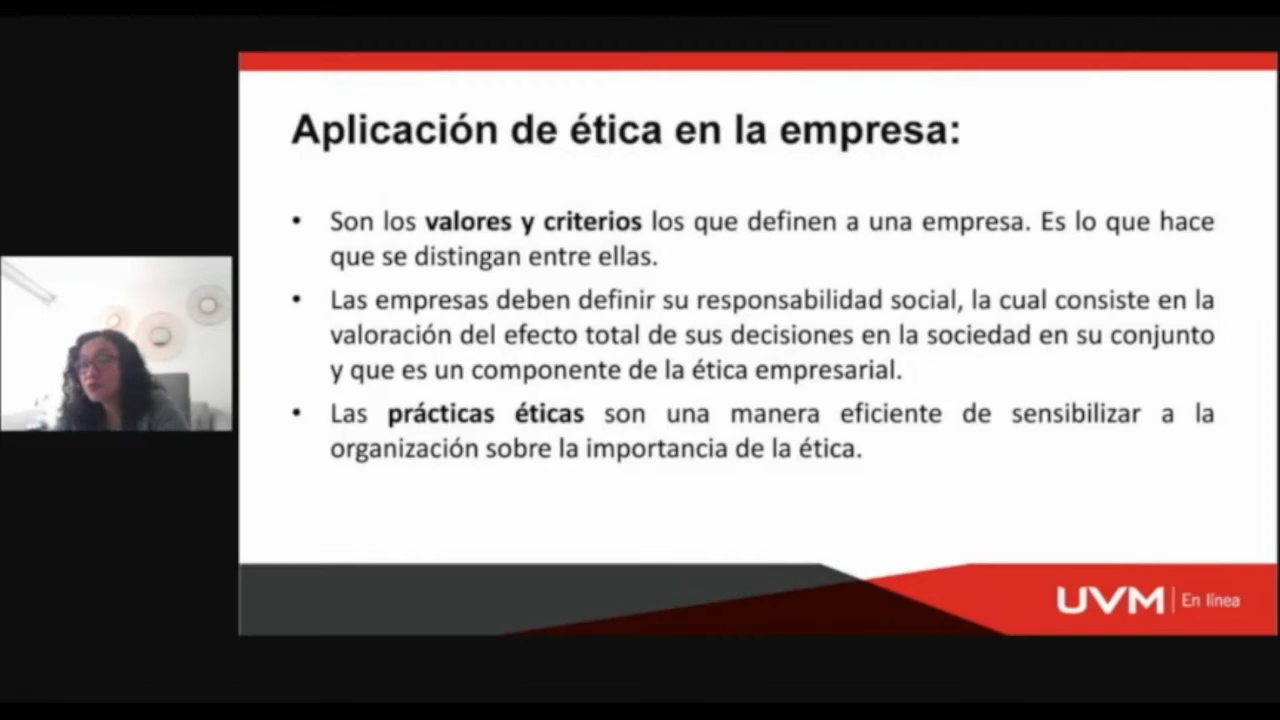 Aplicación de ética en la empresa:
• Son los valores y criterios los que definen a una empresa. Es lo que hace
que se distingan entre ellas.
• Las empresas deben definir su responsabilidad social, la cual consiste en la
valoración del efecto total de sus decisiones en la sociedad en su conjunto
y que es un componente de la ética empresarial.
• Las prácticas éticas son una manera eficiente de sensibilizar a la
organización sobre la importancia de la ética.
UVM | En línea